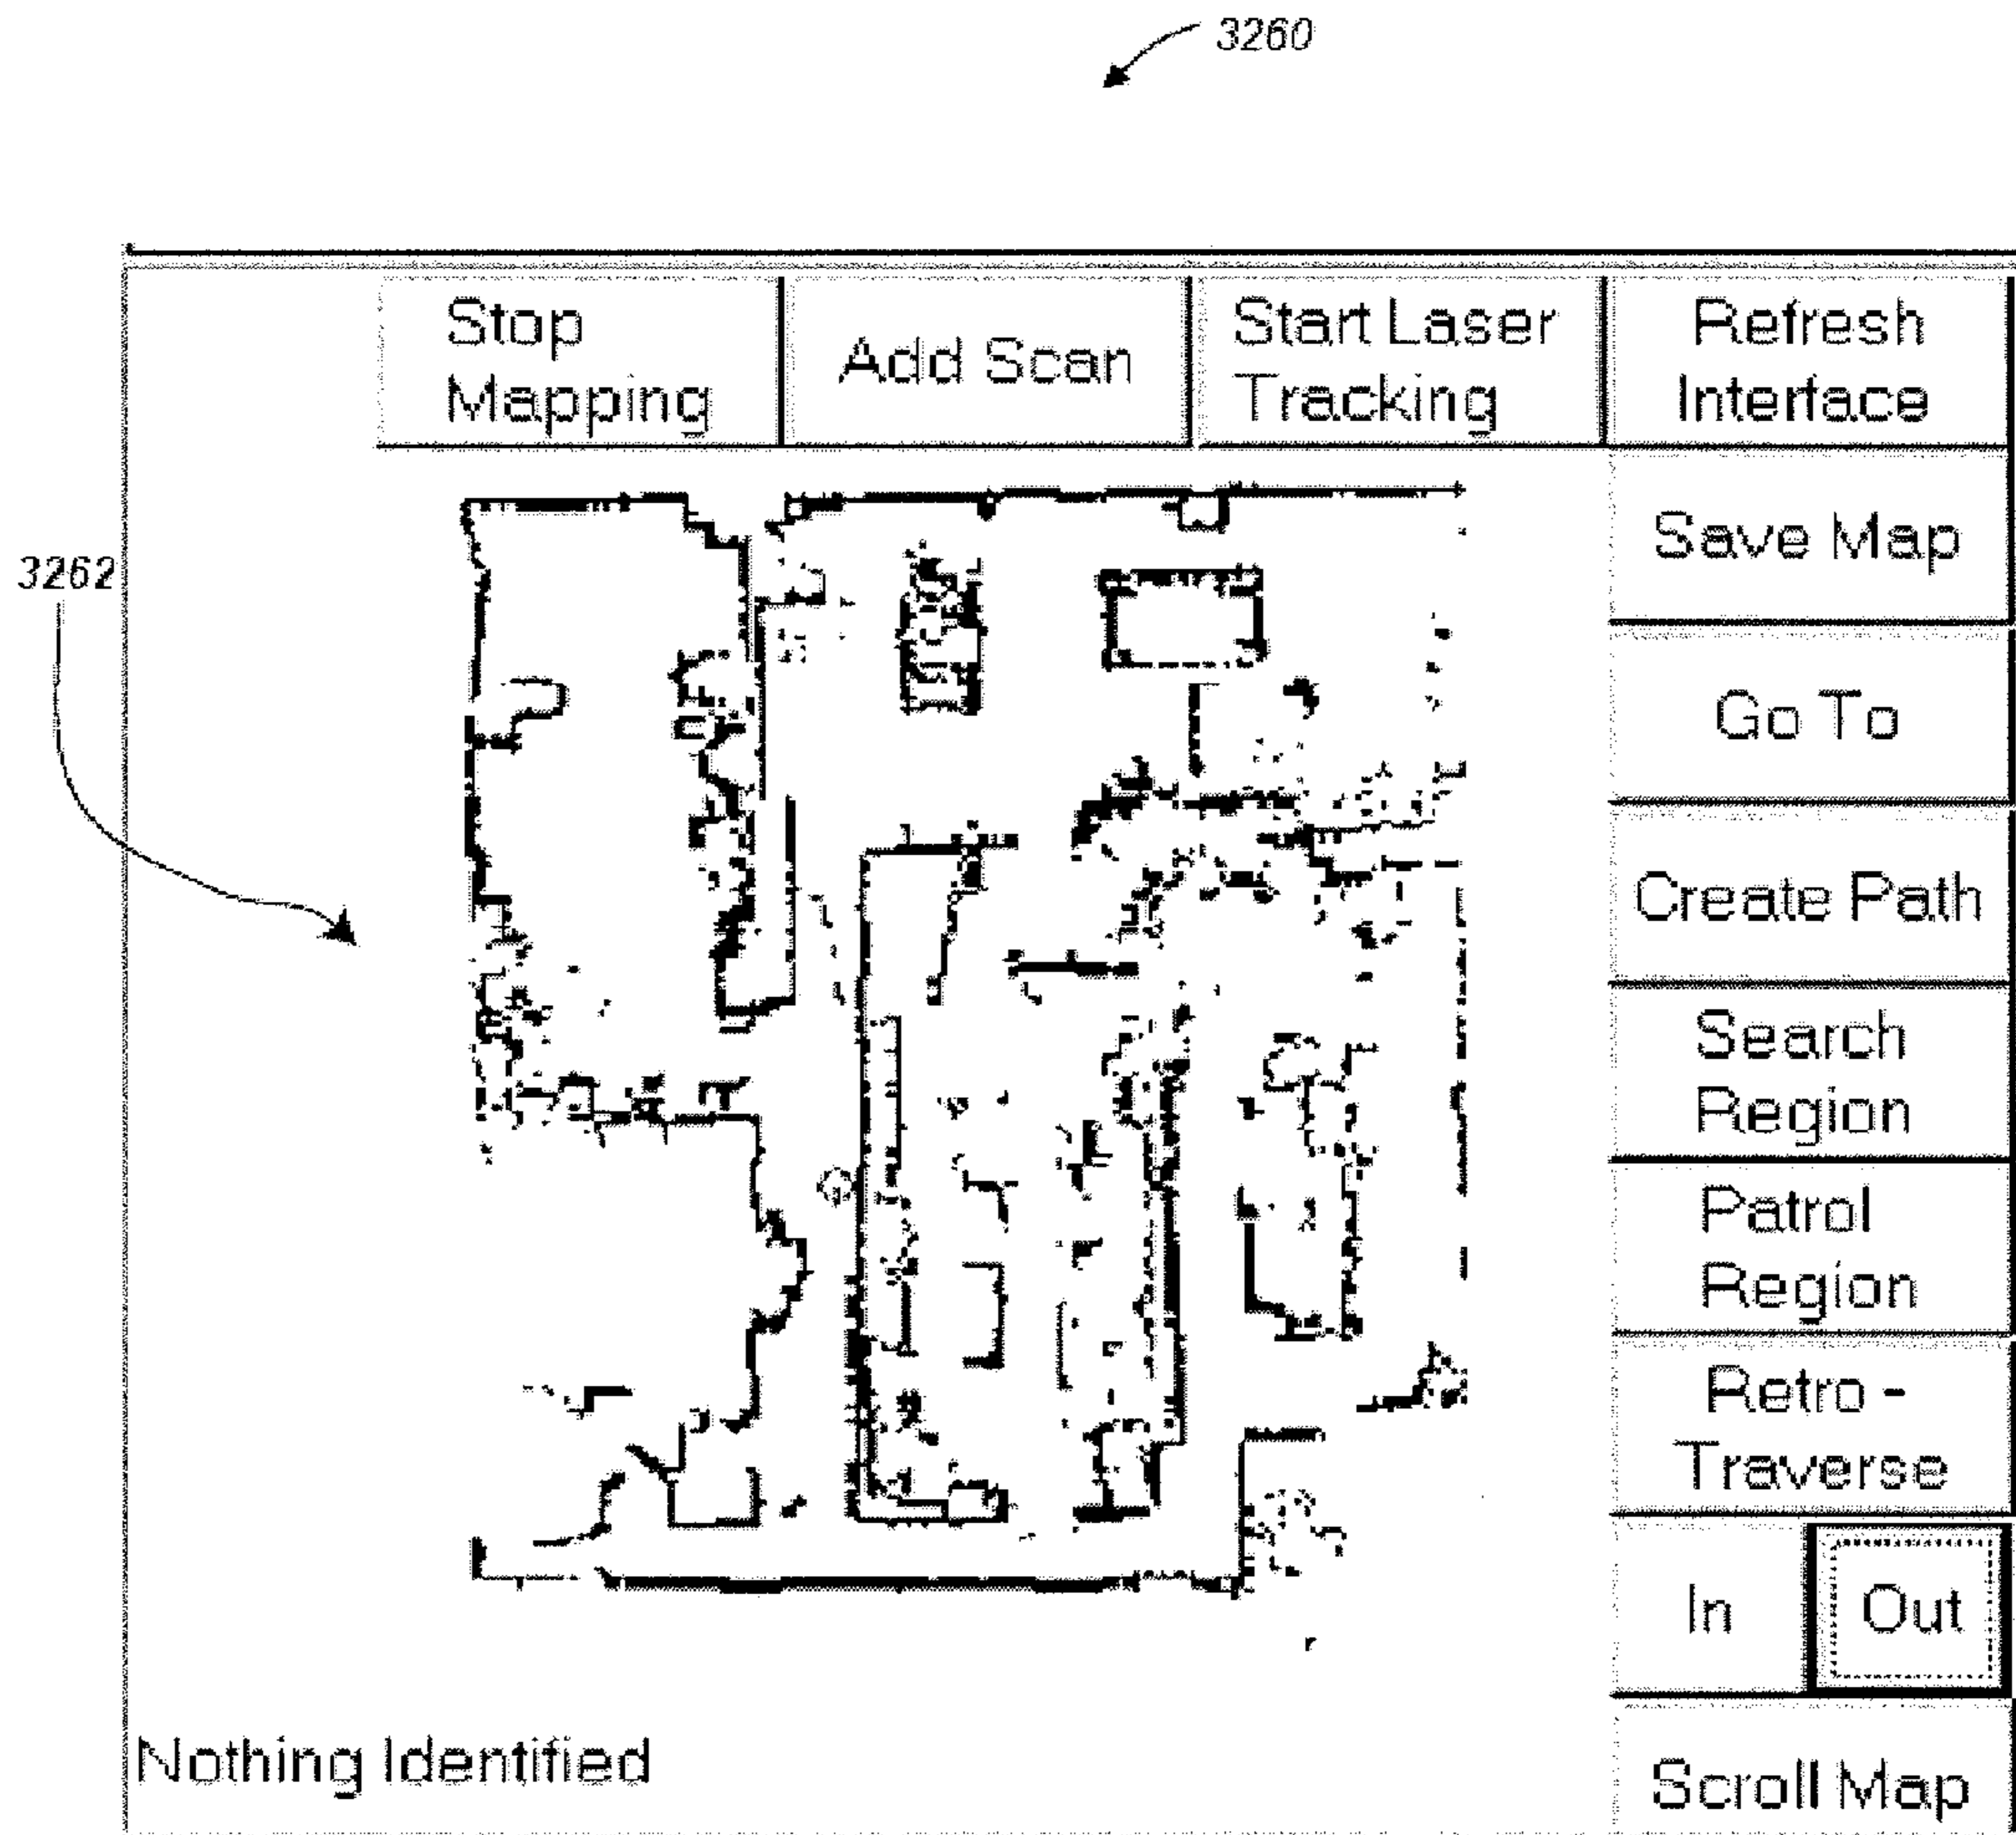 3260
Stop
Mapping
Add Scan
Start Laser
Tracking
Refresh
Interface
Save Map
3262
Go To
Create Path
Search
Region
Patrol
Region
Retro -
Traverse
In
Out
Nothing Identified
Scroll Map